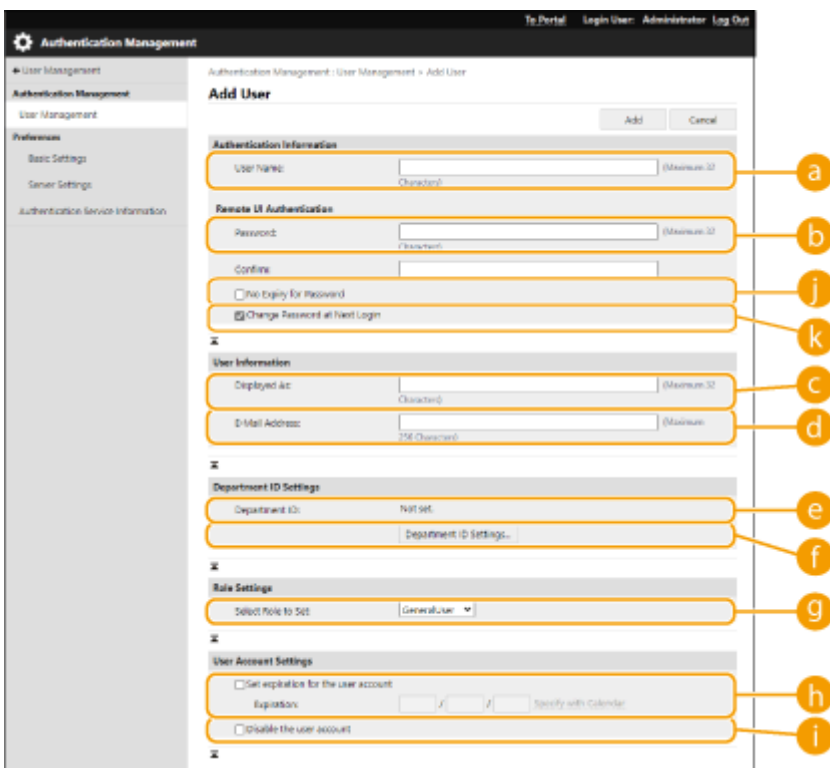 To Portal Login User: Administrator Log Out
Authentication Management
User Management
Authentication Management : User Management > Add User
Authentication Management
Add User
User Management
Add Cancel
Preferences
Authentication Information
Basic Settings
User Name: (Maximum 32
Characters)
a
Server Settings
Authentication Service Information
Remote UI Authentication
Password: (Maximum 32
Characters)
b
Confirm:
No Expiry for Password
j
Change Password at Next Login
k
User Information
Displayed As: (Maximum 32
Characters)
c
E-Mail Address: (Maximum
256 Characters)
d
Department ID Settings
Department ID: Not set.
e
Department ID Settings...
f
Role Settings
Select Role to Set: GeneralUser
g
User Account Settings
Set expiration for the user account
Expiration: / / Specify with Calendar
h
Disable the user account
i